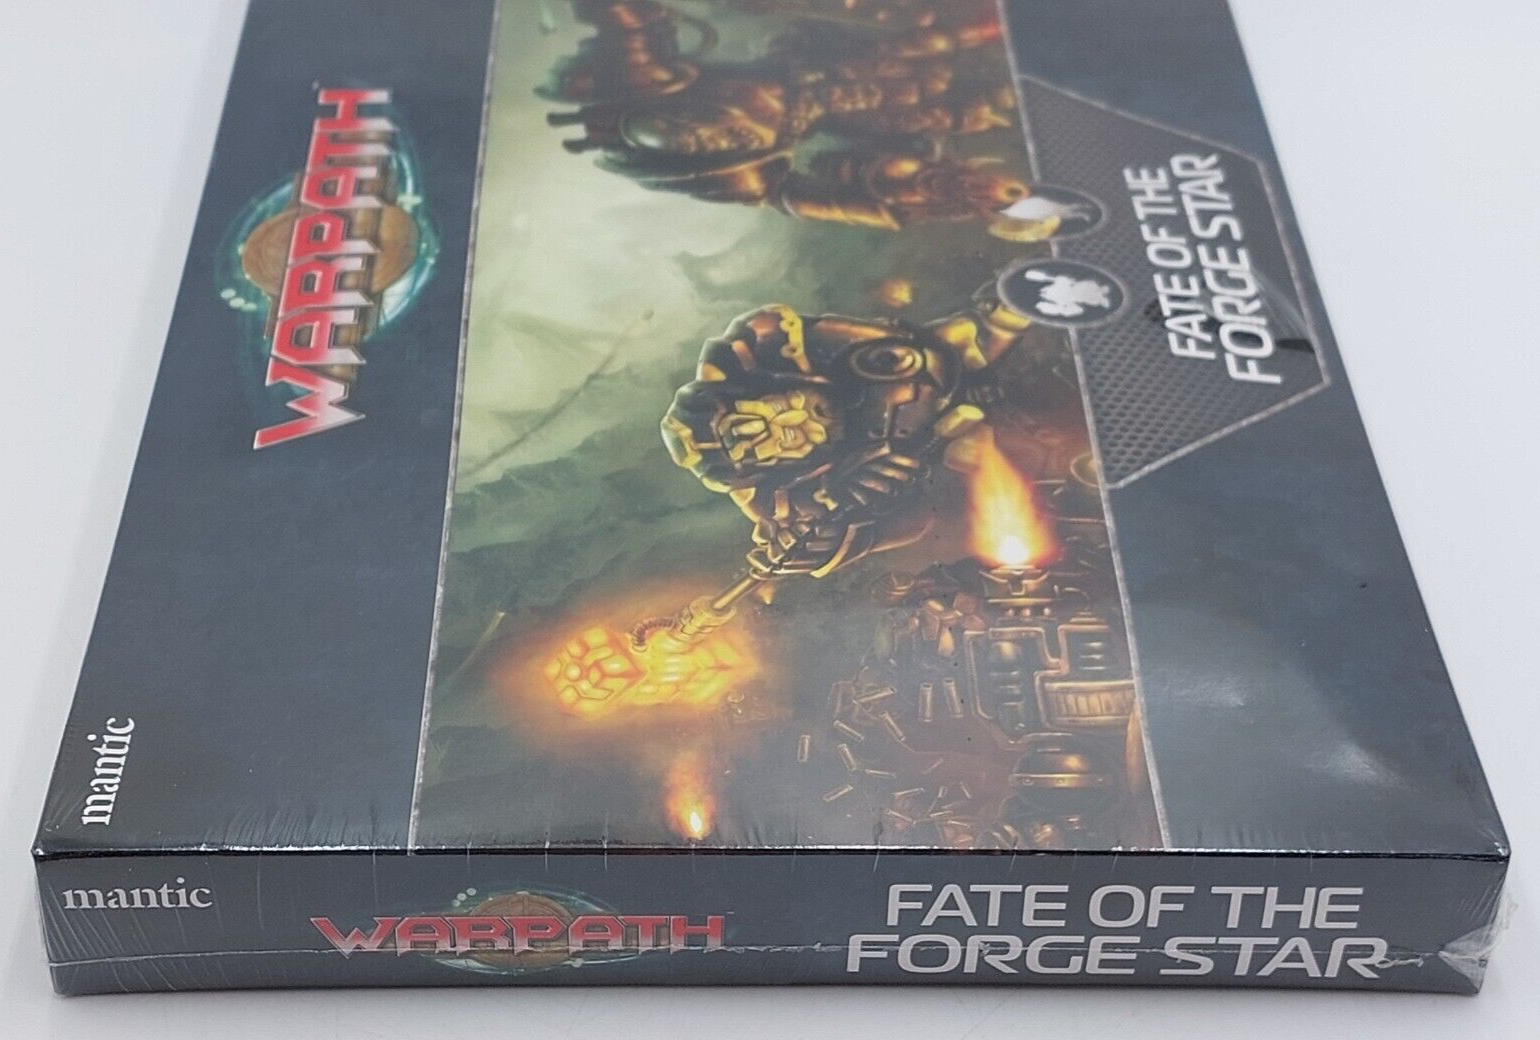 WARPATH
FATE OF THE
FORGE STAR
mantic
mantic
WARPATH
FATE OF THE
FORGE STAR